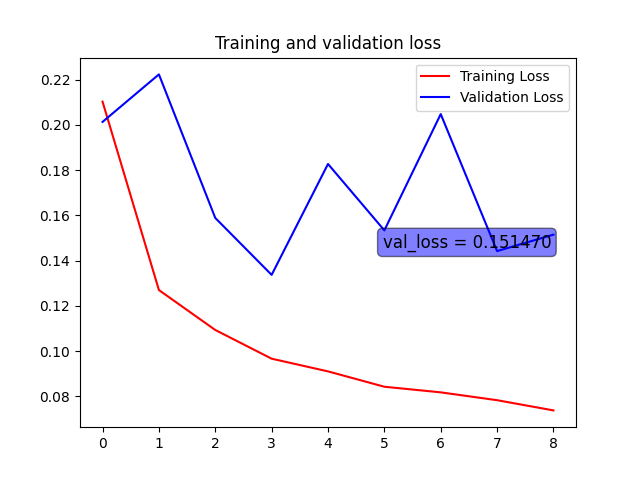 Training and validation loss
Training Loss
Validation Loss
0.22
0.20
0.18
0.16
0.14
0.12
0.10
0.08
val_loss = 0.151470
0 1 2 3 4 5 6 7 8